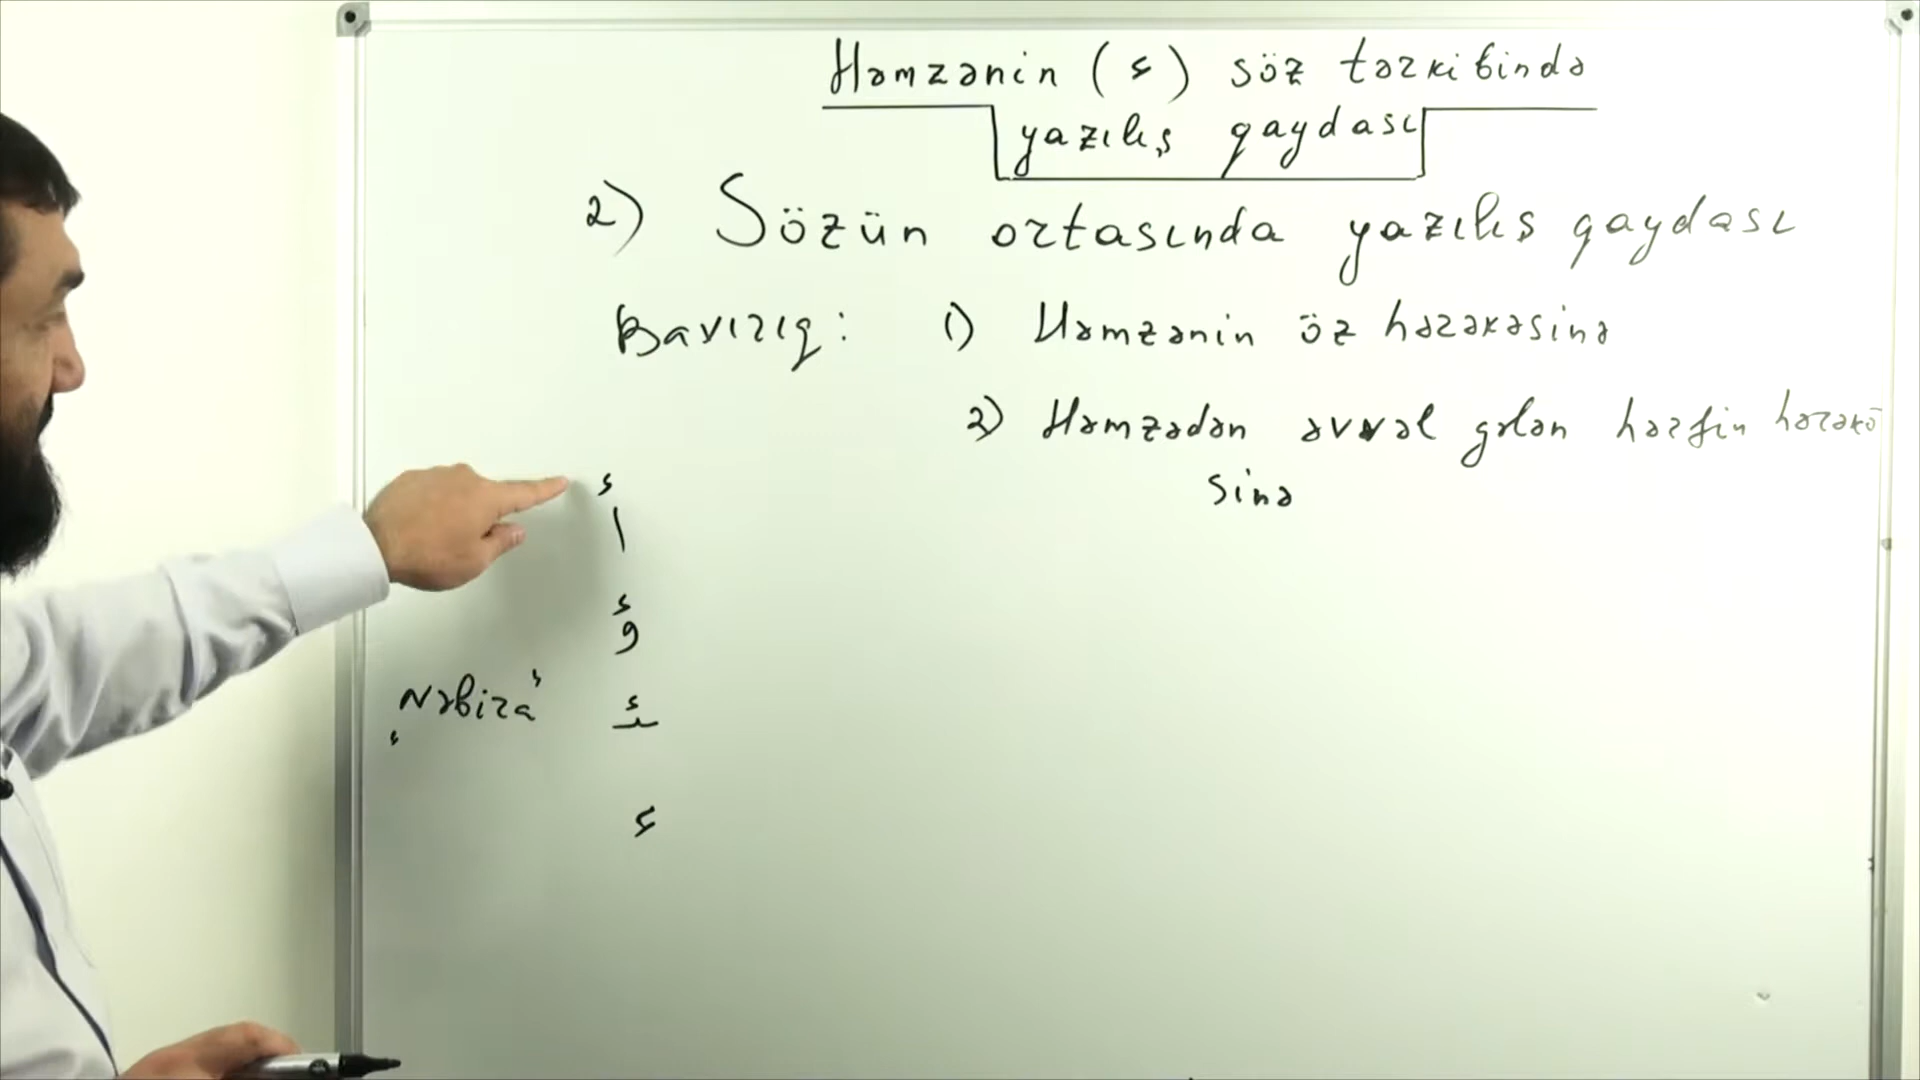 Həmzənin (ء) söz tərkibində
yazılış qaydası
2) Sözün ortasında yazılış qaydası
Baxırıq: 1) Həmzənin öz hərəkəsinə
2) Həmzədən əvvəl gələn hərfin hərəkə
sinə
أ
ؤ
Nəbira ئ
ء